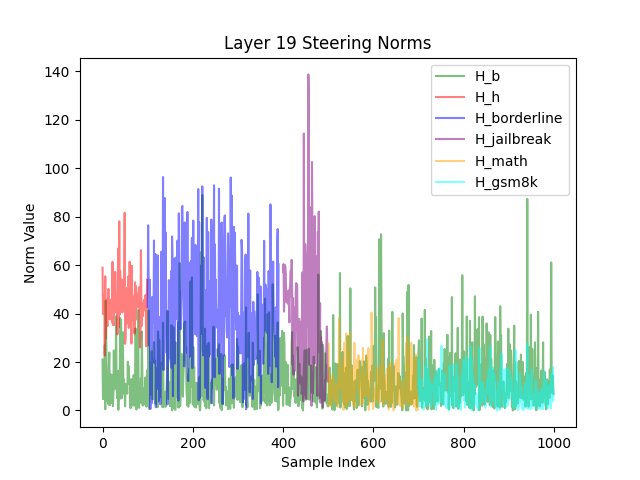 Layer 19 Steering Norms
140
120
100
80
60
40
20
0
Norm Value
H_b
H_h
H_borderline
H_jailbreak
H_math
H_gsm8k
0 200 400 600 800 1000
Sample Index